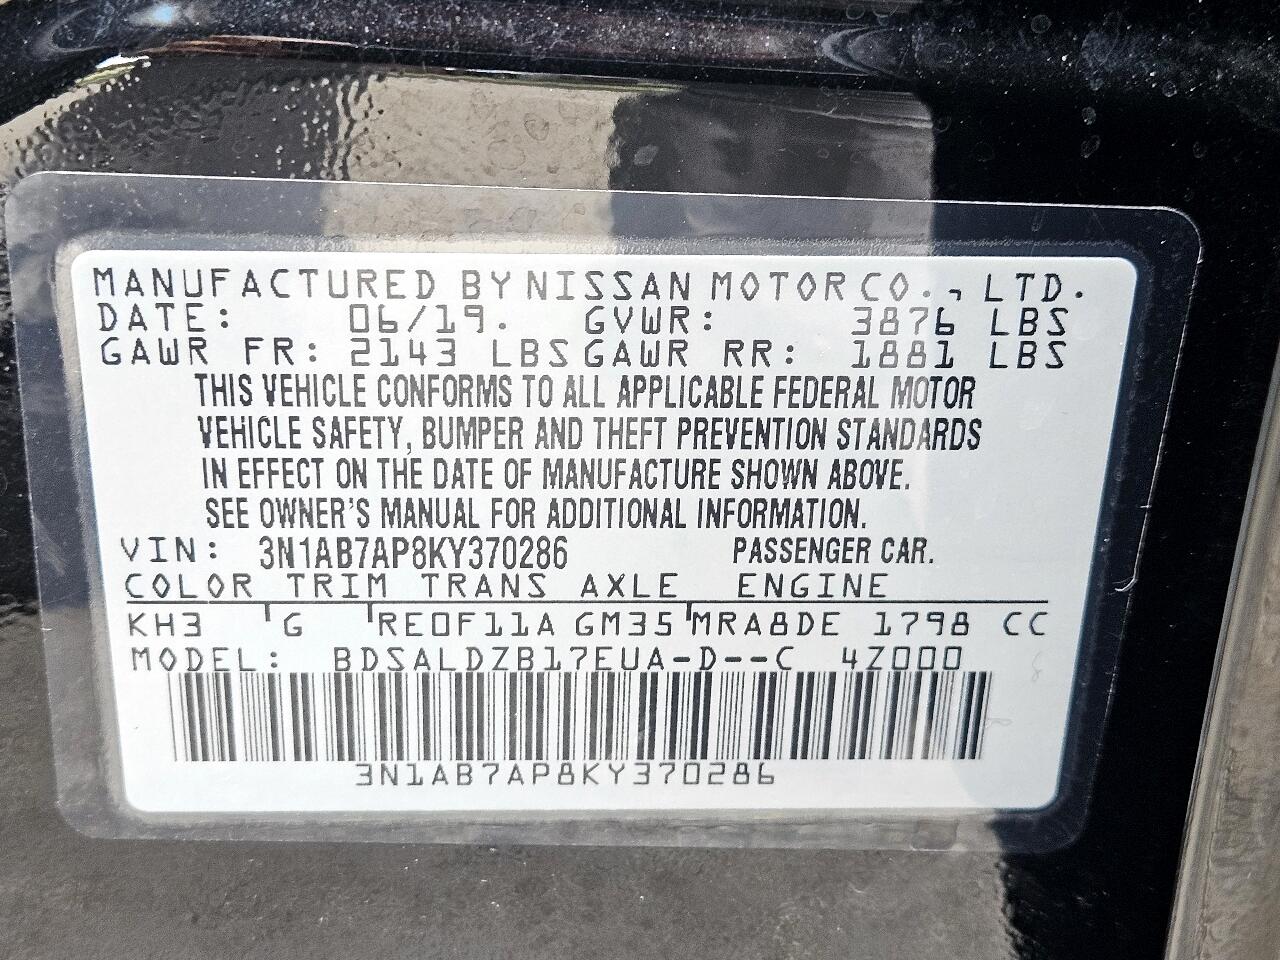 MANUFACTURED BY NISSAN MOTOR CO., LTD.
DATE: 06/19. GVWR: 3876 LBS
GAWR FR: 2143 LBS GAWR RR: 1881 LBS
THIS VEHICLE CONFORMS TO ALL APPLICABLE FEDERAL MOTOR
VEHICLE SAFETY, BUMPER AND THEFT PREVENTION STANDARDS
IN EFFECT ON THE DATE OF MANUFACTURE SHOWN ABOVE.
SEE OWNER'S MANUAL FOR ADDITIONAL INFORMATION.
VIN: 3N1AB7AP8KY370286 PASSENGER CAR.
COLOR TRIM TRANS AXLE ENGINE
KH3 G RE0F11A GM35 MRA8DE 1798 CC
MODEL: BDSALDZB17EUA-D--C 4Z000
3N1AB7AP8KY370286